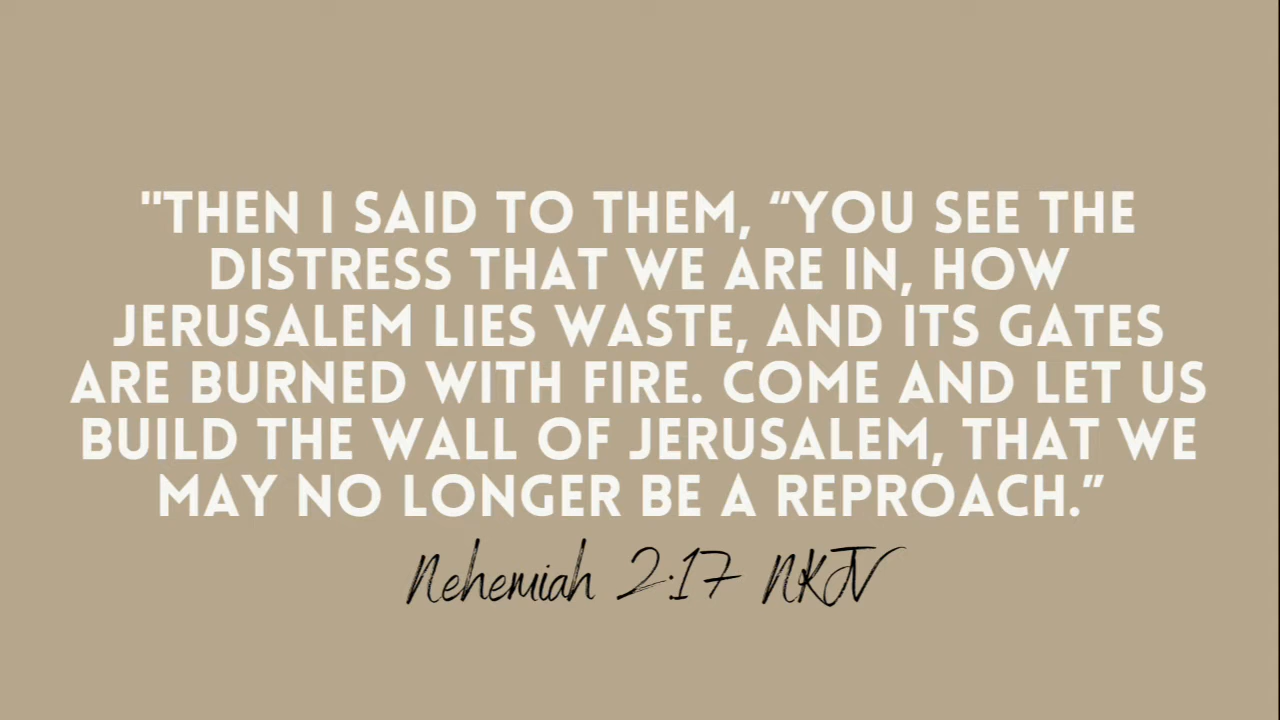 "THEN I SAID TO THEM, “YOU SEE THE
DISTRESS THAT WE ARE IN, HOW
JERUSALEM LIES WASTE, AND ITS GATES
ARE BURNED WITH FIRE. COME AND LET US
BUILD THE WALL OF JERUSALEM, THAT WE
MAY NO LONGER BE A REPROACH.”
Nehemiah 2:17 NKJV